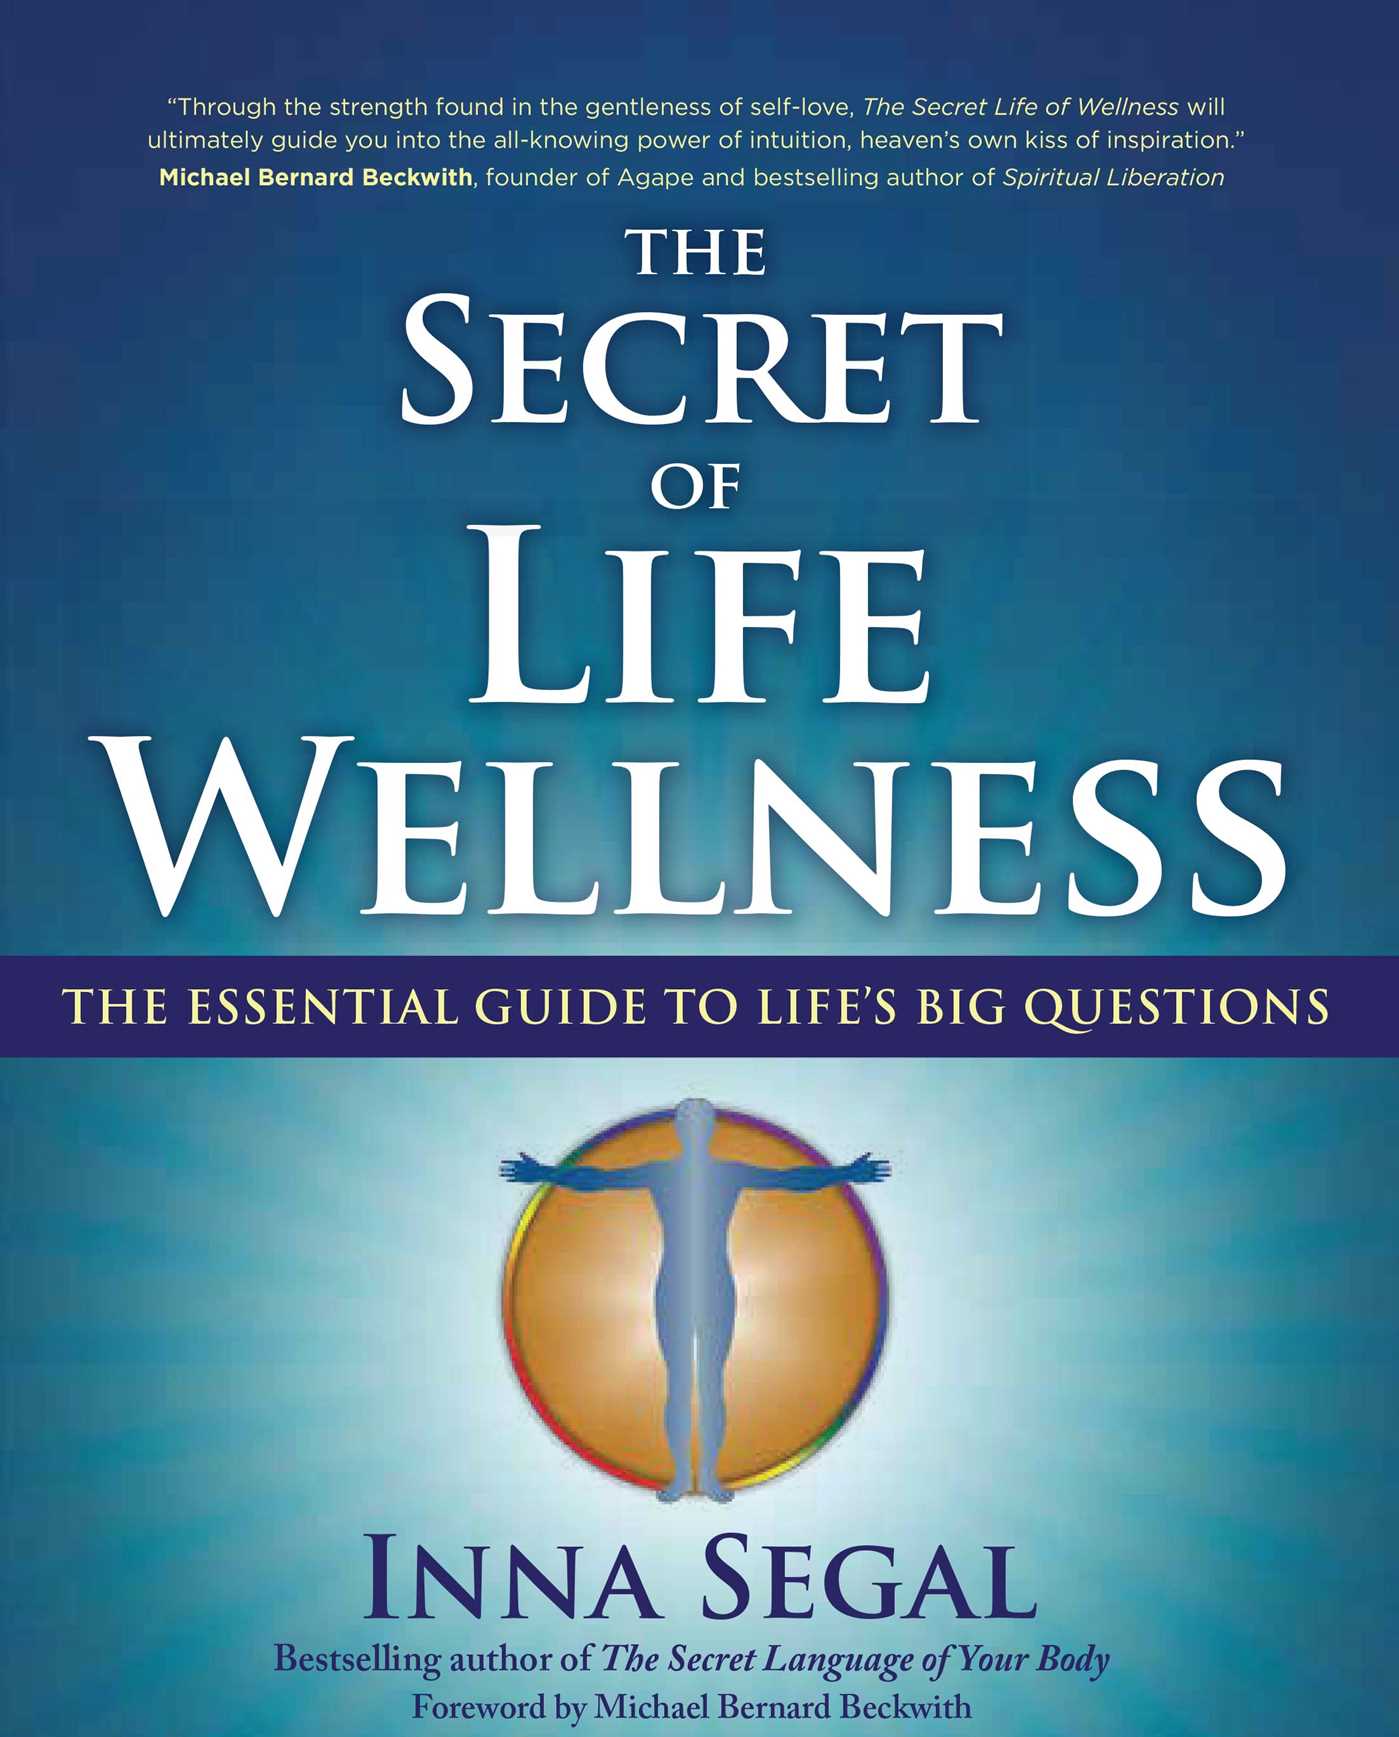 “Through the strength found in the gentleness of self-love, The Secret Life of Wellness will
ultimately guide you into the all-knowing power of intuition, heaven’s own kiss of inspiration.”
Michael Bernard Beckwith, founder of Agape and bestselling author of Spiritual Liberation
THE
SECRET
OF
LIFE
WELLNESS
THE ESSENTIAL GUIDE TO LIFE’S BIG QUESTIONS
INNA SEGAL
Bestselling author of The Secret Language of Your Body
Foreword by Michael Bernard Beckwith